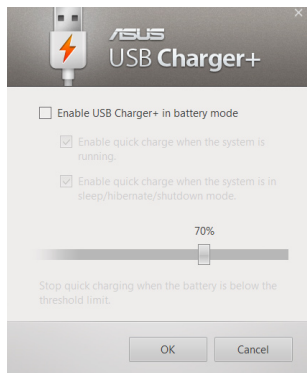 ASUS
USB Charger+
Enable USB Charger+ in battery mode
Enable quick charge when the system is
running.
Enable quick charge when the system is in
sleep/hibernate/shutdown mode.
70%
Stop quick charging when the battery is below the
threshold limit.
OK
Cancel